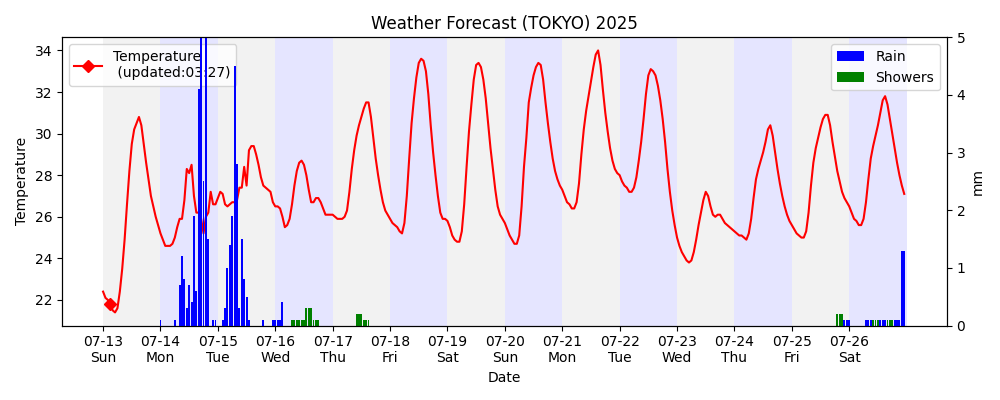 Weather Forecast (TOKYO) 2025
Temperature
(updated:03:27)
Rain
Showers
34
32
30
28
26
24
22
Temperature
5
4
3
2
1
0
mm
07-13 07-14 07-15 07-16 07-17 07-18 07-19 07-20 07-21 07-22 07-23 07-24 07-25 07-26
Sun Mon Tue Wed Thu Fri Sat Sun Mon Tue Wed Thu Fri Sat
Date